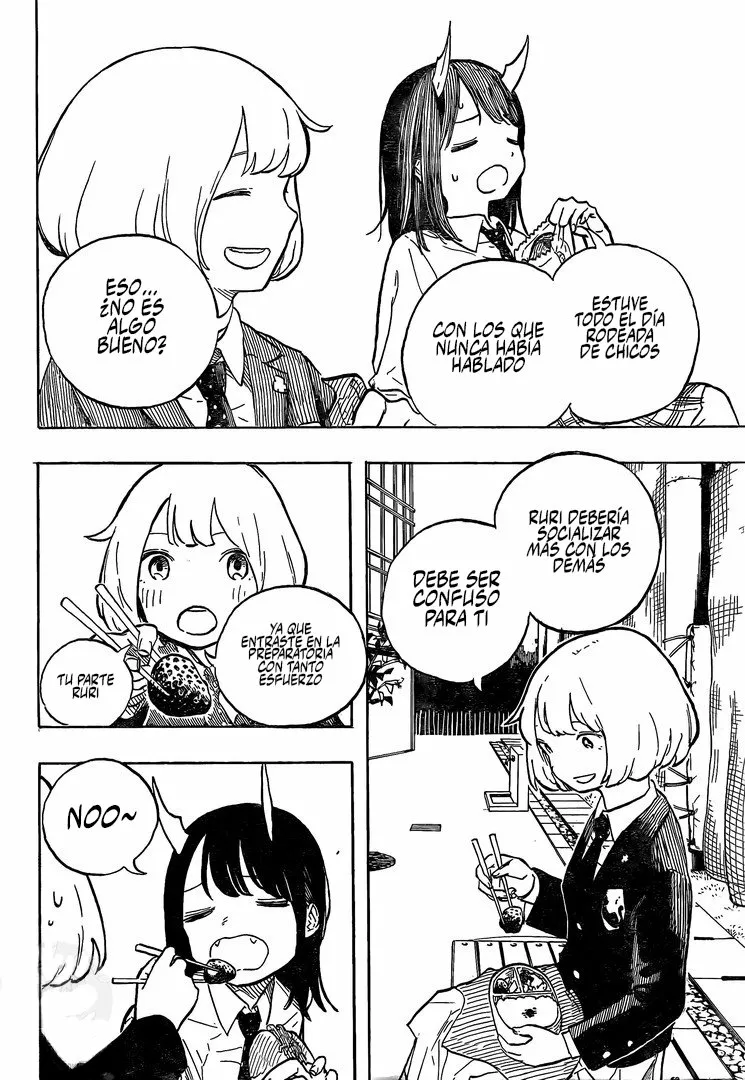 ESTUVE
TODO EL DÍA
RODEADA
DE CHICOS
CON LOS QUE
NUNCA HABÍA
HABLADO
ESO...
¿NO ES
ALGO
BUENO?
RURI DEBERÍA
SOCIALIZAR
MÁS CON LOS
DEMÁS
DEBE SER
CONFUSO
PARA TI
YA QUE
ENTRASTE EN LA
PREPARATORIA
CON TANTO
ESFUERZO
TU PARTE
RURI
NOO~